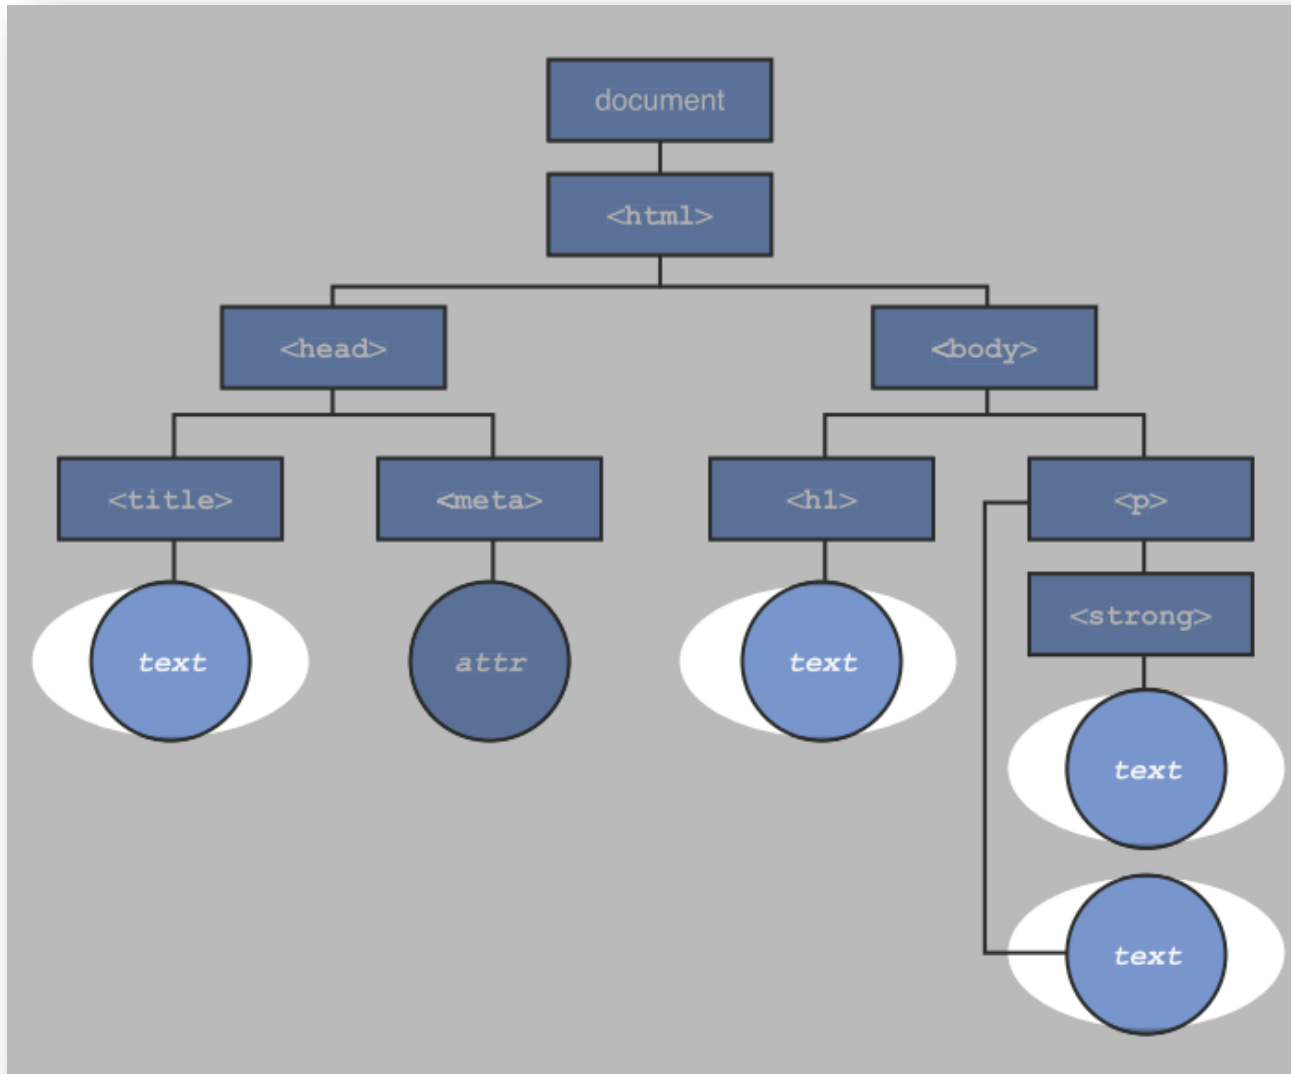 document
<html>
<head>
<body>
<title>
<meta>
<h1>
<p>
<strong>
text
attr
text
text
text